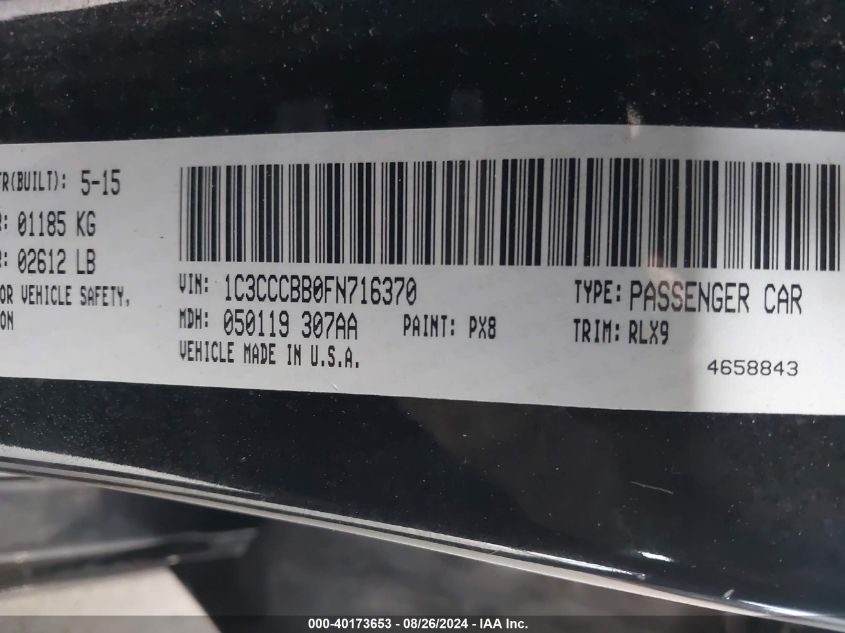 TR(BUILT): 5-15
R: 01185 KG
R: 02612 LB
OR VEHICLE SAFETY,
ON
VIN: 1C3CCCBB0FN716370
TYPE: PASSENGER CAR
MDH: 050119 307AA PAINT: PX8 TRIM: RLX9
VEHICLE MADE IN U.S.A.
4658843
000-40173653 - 08/26/2024 - IAA Inc.